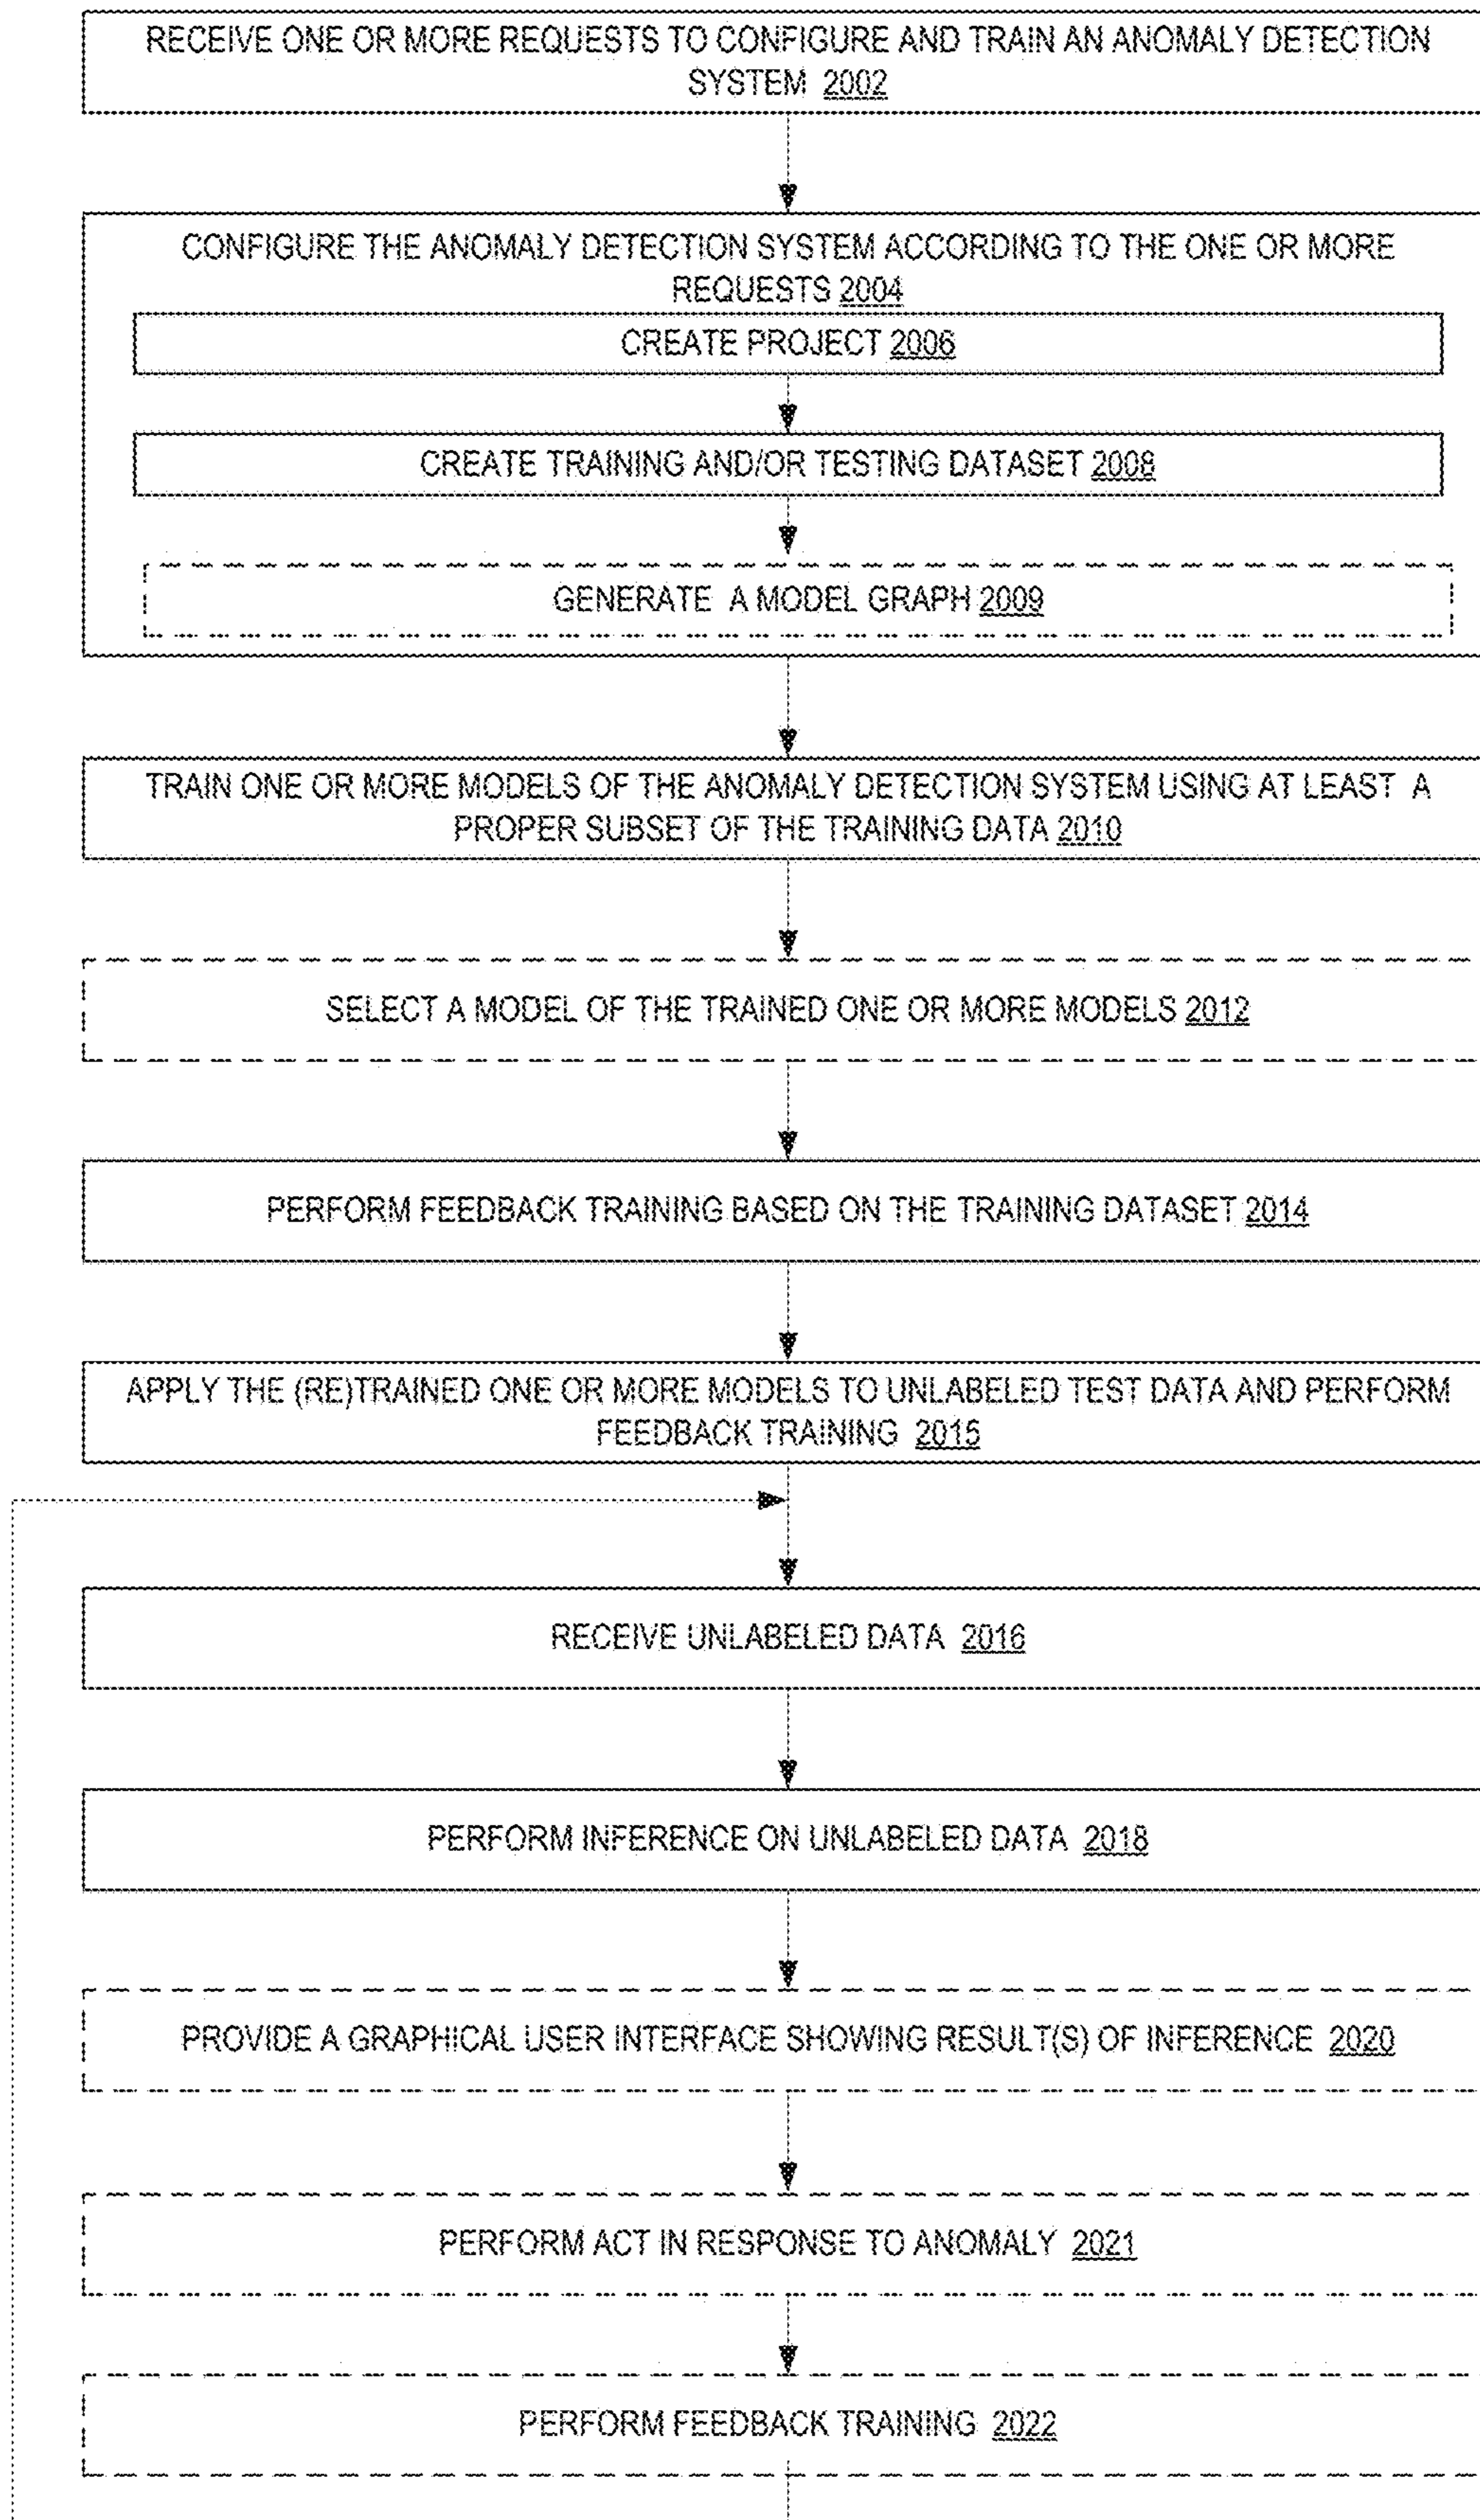 RECEIVE ONE OR MORE REQUESTS TO CONFIGURE AND TRAIN AN ANOMALY DETECTION
SYSTEM 2002
CONFIGURE THE ANOMALY DETECTION SYSTEM ACCORDING TO THE ONE OR MORE
REQUESTS 2004
CREATE PROJECT 2006
CREATE TRAINING AND/OR TESTING DATASET 2008
GENERATE A MODEL GRAPH 2009
TRAIN ONE OR MORE MODELS OF THE ANOMALY DETECTION SYSTEM USING AT LEAST A
PROPER SUBSET OF THE TRAINING DATA 2010
SELECT A MODEL OF THE TRAINED ONE OR MORE MODELS 2012
PERFORM FEEDBACK TRAINING BASED ON THE TRAINING DATASET 2014
APPLY THE (RE)TRAINED ONE OR MORE MODELS TO UNLABELED TEST DATA AND PERFORM
FEEDBACK TRAINING 2015
RECEIVE UNLABELED DATA 2016
PERFORM INFERENCE ON UNLABELED DATA 2018
PROVIDE A GRAPHICAL USER INTERFACE SHOWING RESULT(S) OF INFERENCE 2020
PERFORM ACT IN RESPONSE TO ANOMALY 2021
PERFORM FEEDBACK TRAINING 2022